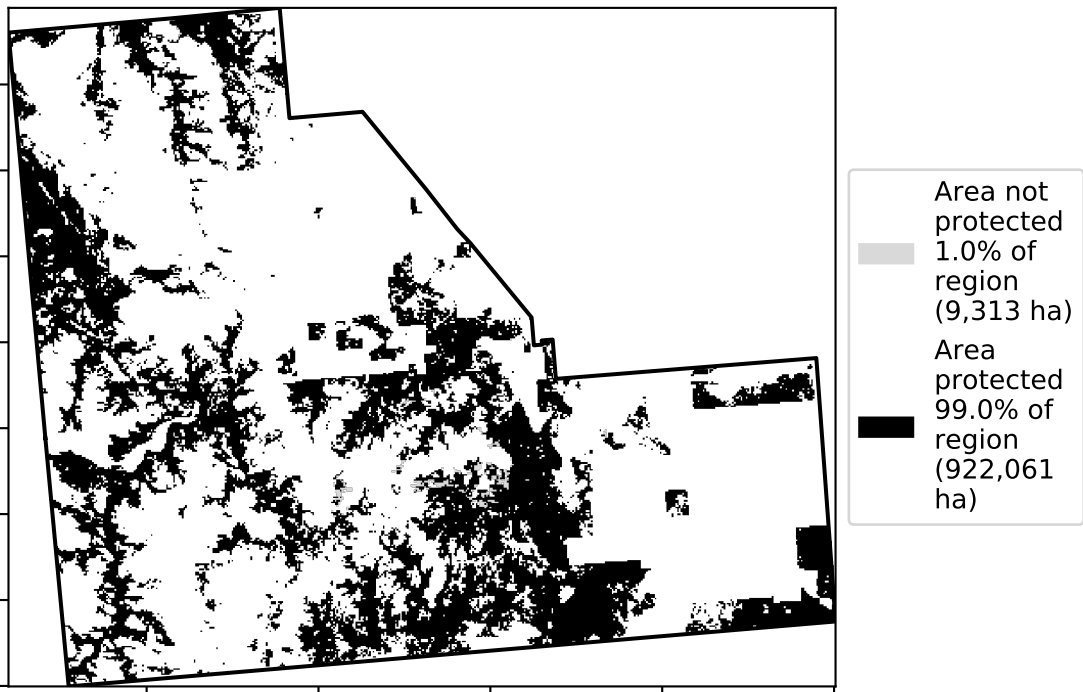 Area not
protected
1.0% of
region
(9,313 ha)
Area
protected
99.0% of
region
(922,061
ha)